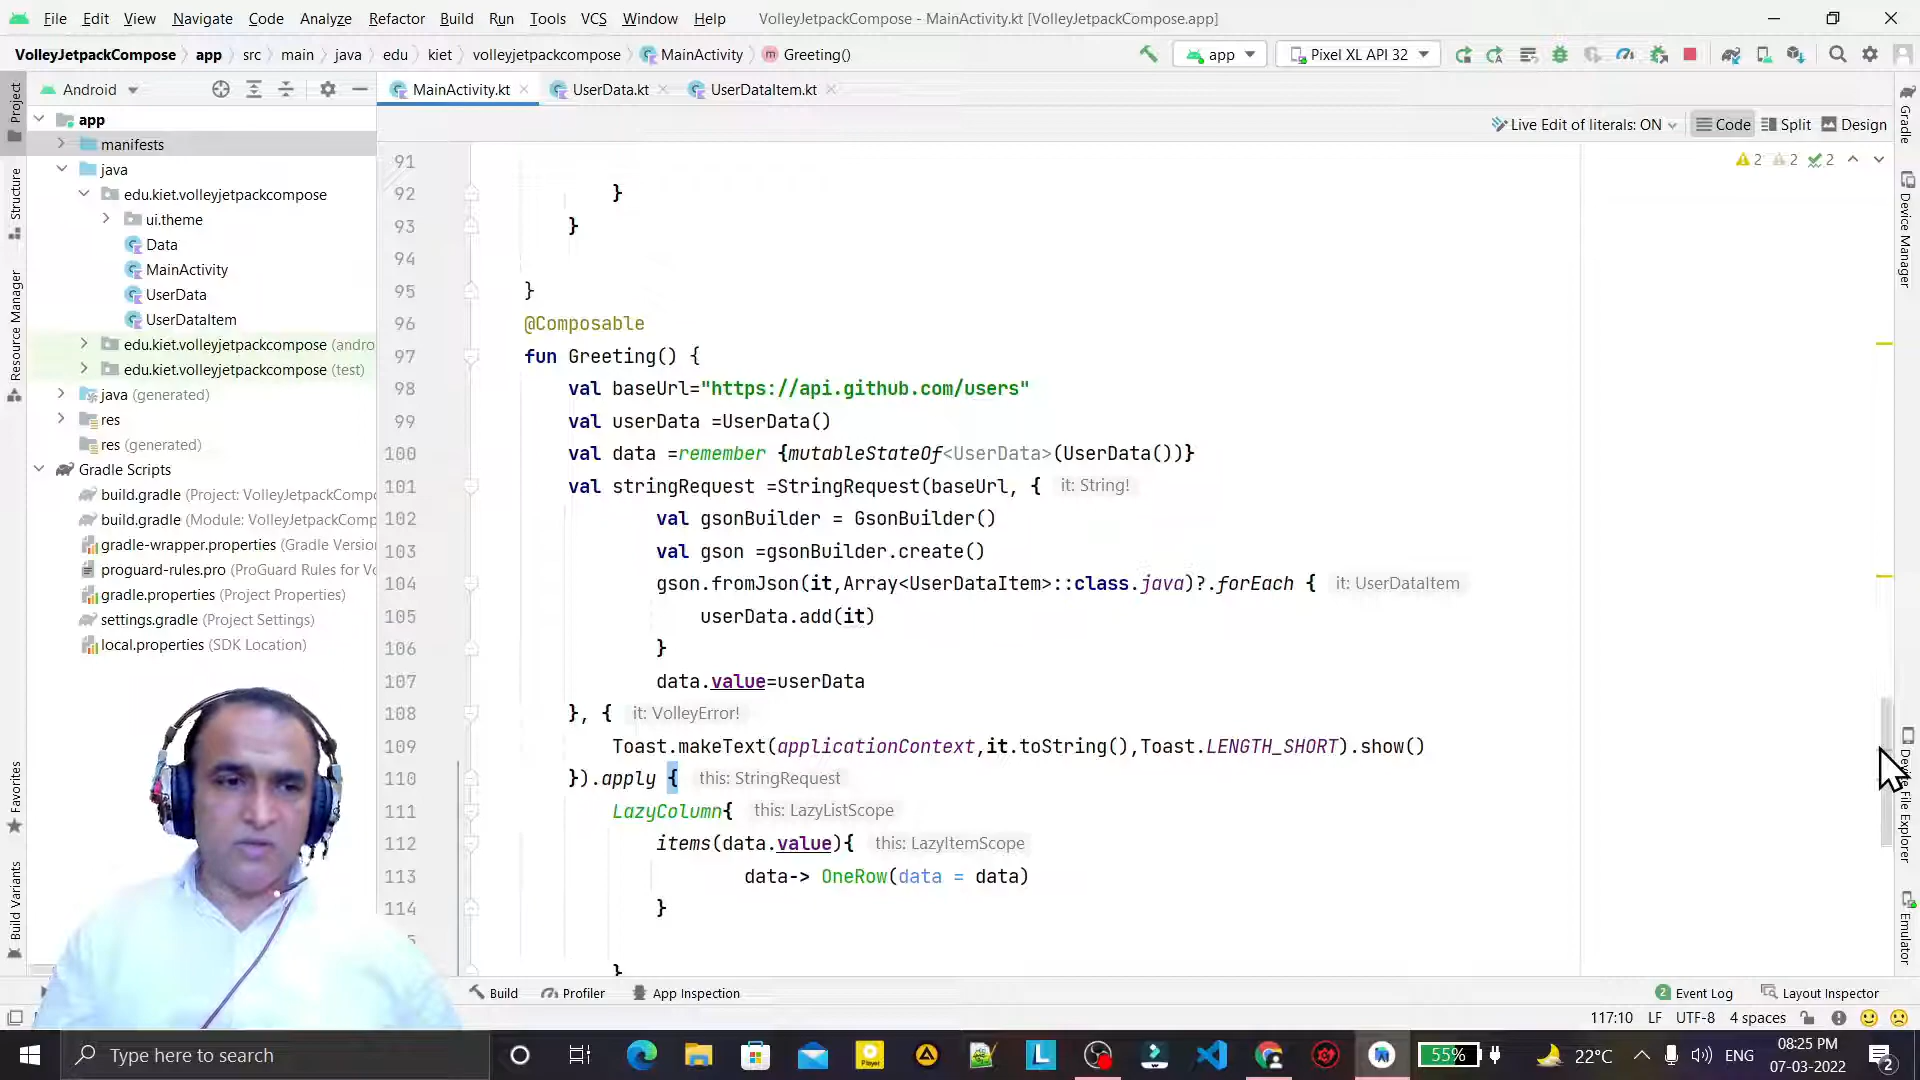 File Edit View Navigate Code Analyze Refactor Build Run Tools VCS Window Help VolleyJetpackCompose - MainActivity.kt [VolleyJetpackCompose.app]
VolleyJetpackCompose app src main java edu kiet volleyjetpackcompose MainActivity Greeting() app Pixel XL API 32
Android MainActivity.kt UserData.kt UserDataItem.kt
Live Edit of literals: ON Code Split Design
2 2 2
Project
Structure
Resource Manager
Favorites
Build Variants
app
manifests
java
edu.kiet.volleyjetpackcompose
ui.theme
Data
MainActivity
UserData
UserDataItem
edu.kiet.volleyjetpackcompose (andro
edu.kiet.volleyjetpackcompose (test)
java (generated)
res
res (generated)
Gradle Scripts
build.gradle (Project: VolleyJetpackCompo
build.gradle (Module: VolleyJetpackComp
gradle-wrapper.properties (Gradle Version
proguard-rules.pro (ProGuard Rules for Vo
gradle.properties (Project Properties)
settings.gradle (Project Settings)
local.properties (SDK Location)
91
92 }
93 }
94
95 }
96 @Composable
97 fun Greeting() {
98 val baseUrl="https://api.github.com/users"
99 val userData =UserData()
100 val data =remember {mutableStateOf<UserData>(UserData())}
101 val stringRequest =StringRequest(baseUrl, { it: String!
102 val gsonBuilder = GsonBuilder()
103 val gson =gsonBuilder.create()
104 gson.fromJson(it,Array<UserDataItem>::class.java)?.forEach { it: UserDataItem
105 userData.add(it)
106 }
107 data.value=userData
108 }, { it: VolleyError!
109 Toast.makeText(applicationContext,it.toString(),Toast.LENGTH_SHORT).show()
110 }).apply { this: StringRequest
111 LazyColumn{ this: LazyListScope
112 items(data.value){ this: LazyItemScope
113 data-> OneRow(data = data)
114 }
5
}
Gradle
Device Manager
Device File Explorer
Emulator
Build Profiler App Inspection 2 Event Log Layout Inspector
117:10 LF UTF-8 4 spaces
Type here to search 55% 22°C ENG 08:25 PM
07-03-2022
2